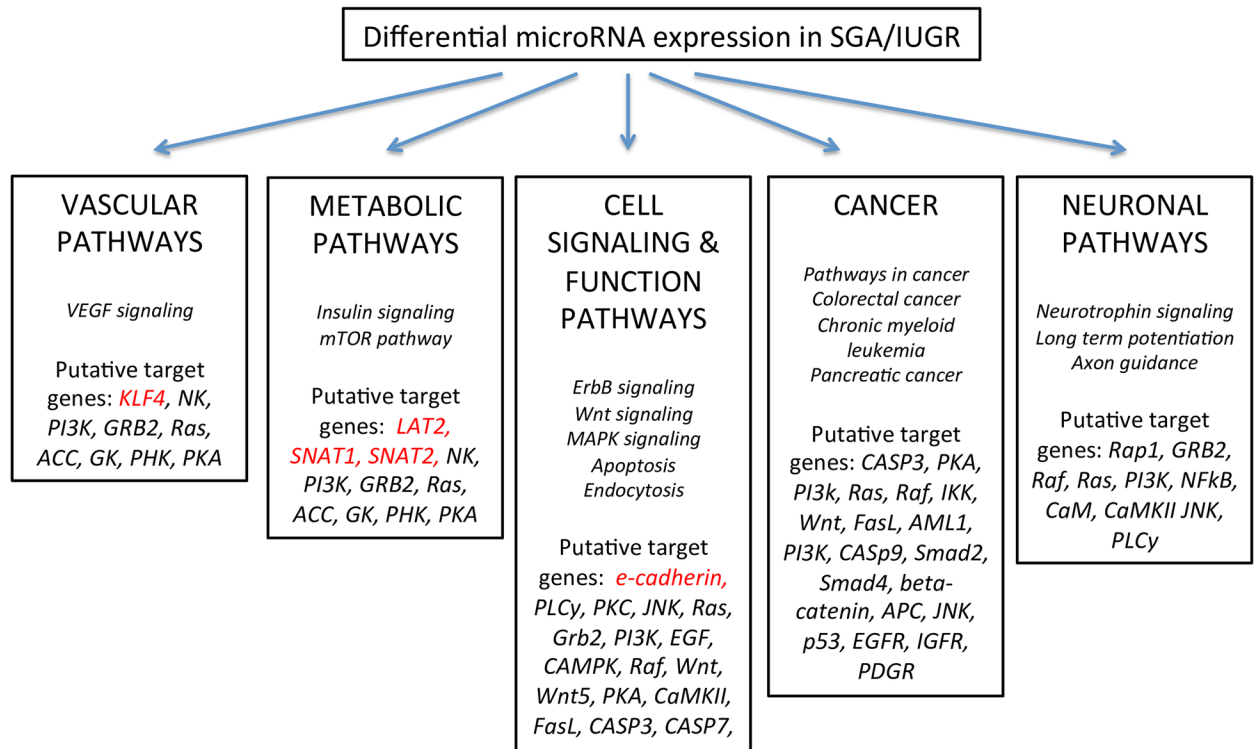 Differential microRNA expression in SGA/IUGR
VASCULAR
PATHWAYS
VEGF signaling
Putative target
genes: KLF4, NK,
PI3K, GRB2, Ras,
ACC, GK, PHK, PKA
METABOLIC
PATHWAYS
Insulin signaling
mTOR pathway
Putative target
genes: LAT2,
SNAT1, SNAT2, NK,
PI3K, GRB2, Ras,
ACC, GK, PHK, PKA
CELL
SIGNALING &
FUNCTION
PATHWAYS
ErbB signaling
Wnt signaling
MAPK signaling
Apoptosis
Endocytosis
Putative target
genes: e-cadherin,
PLCy, PKC, JNK, Ras,
Grb2, PI3K, EGF,
CAMPK, Raf, Wnt,
Wnt5, PKA, CaMKII,
FasL, CASP3, CASP7,
CANCER
Pathways in cancer
Colorectal cancer
Chronic myeloid
leukemia
Pancreatic cancer
Putative target
genes: CASP3, PKA,
PI3k, Ras, Raf, IKK,
Wnt, FasL, AML1,
PI3K, CASp9, Smad2,
Smad4, beta-
catenin, APC, JNK,
p53, EGFR, IGFR,
PDGR
NEURONAL
PATHWAYS
Neurotrophin signaling
Long term potentiation
Axon guidance
Putative target
genes: Rap1, GRB2,
Raf, Ras, PI3K, NFkB,
CaM, CaMKII JNK,
PLCy